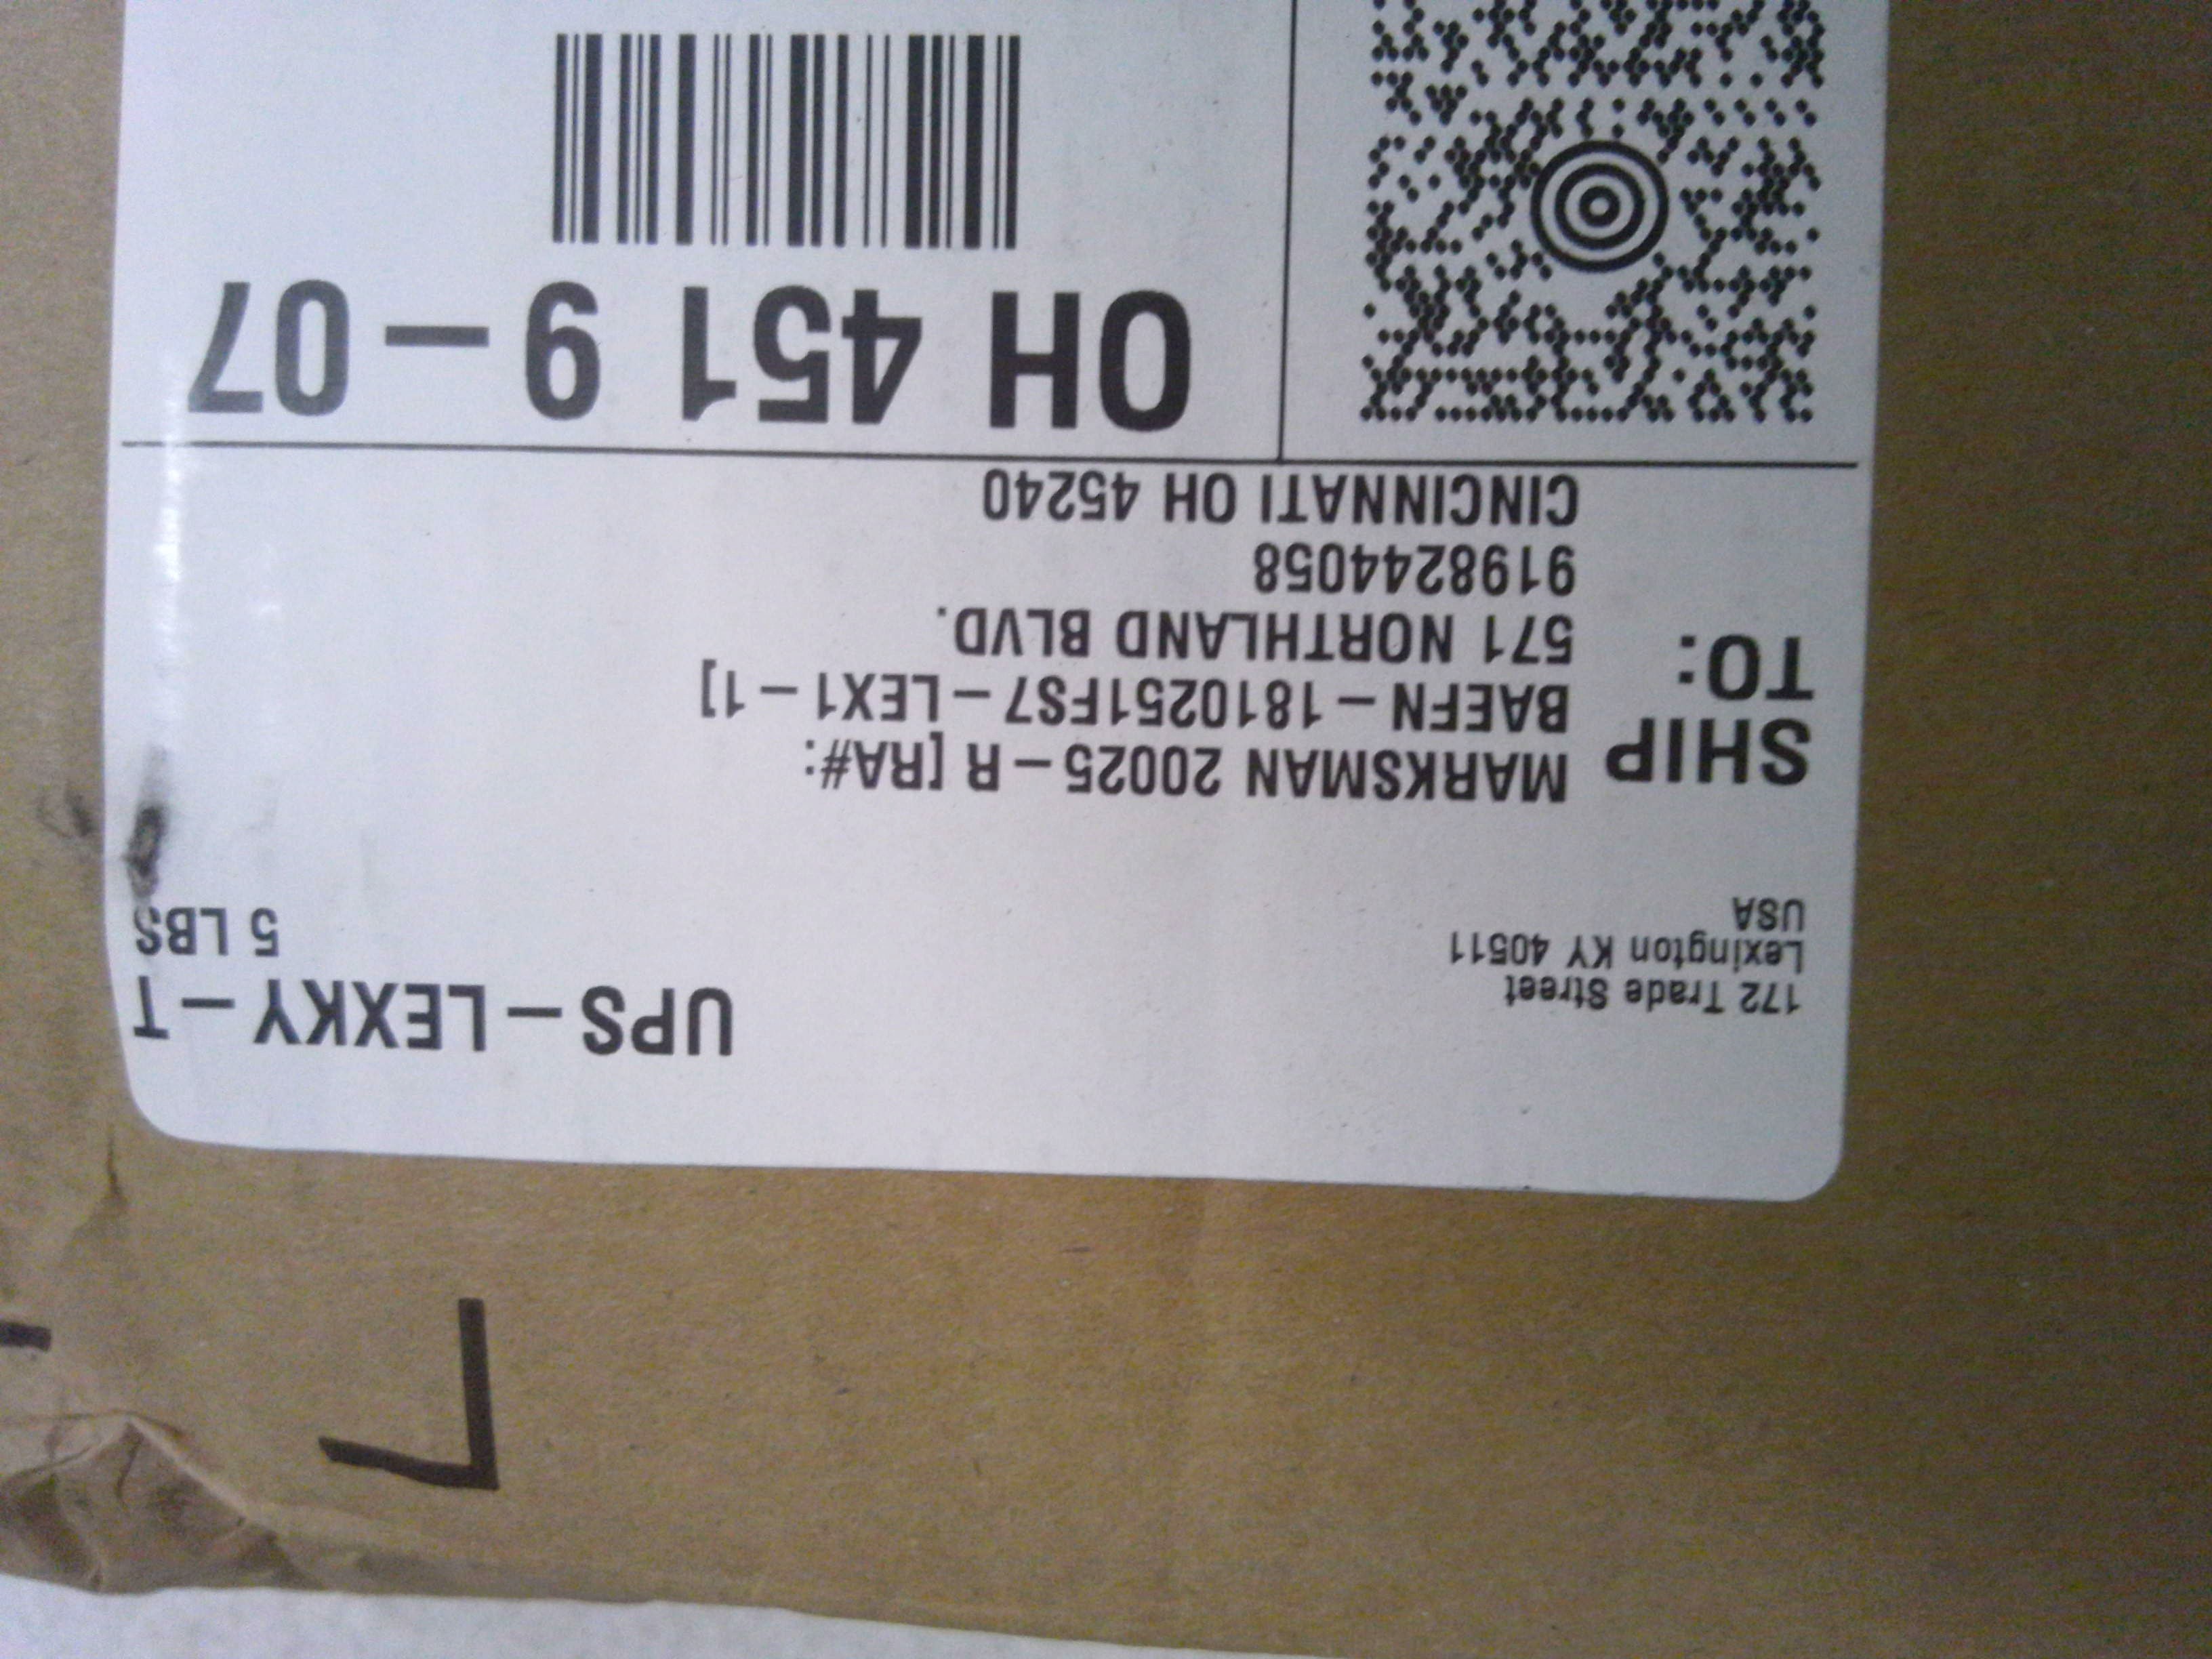 172 Trade Street
Lexington KY 40511
USA
UPS-LEXKY-T
5 LBS
SHIP
TO:
MARKSMAN 20025-R [RA#:
BAEFN-1810251FS7-LEX1-1]
571 NORTHLAND BLVD.
9198244058
CINCINNATI OH 45240
OH 451 9-07